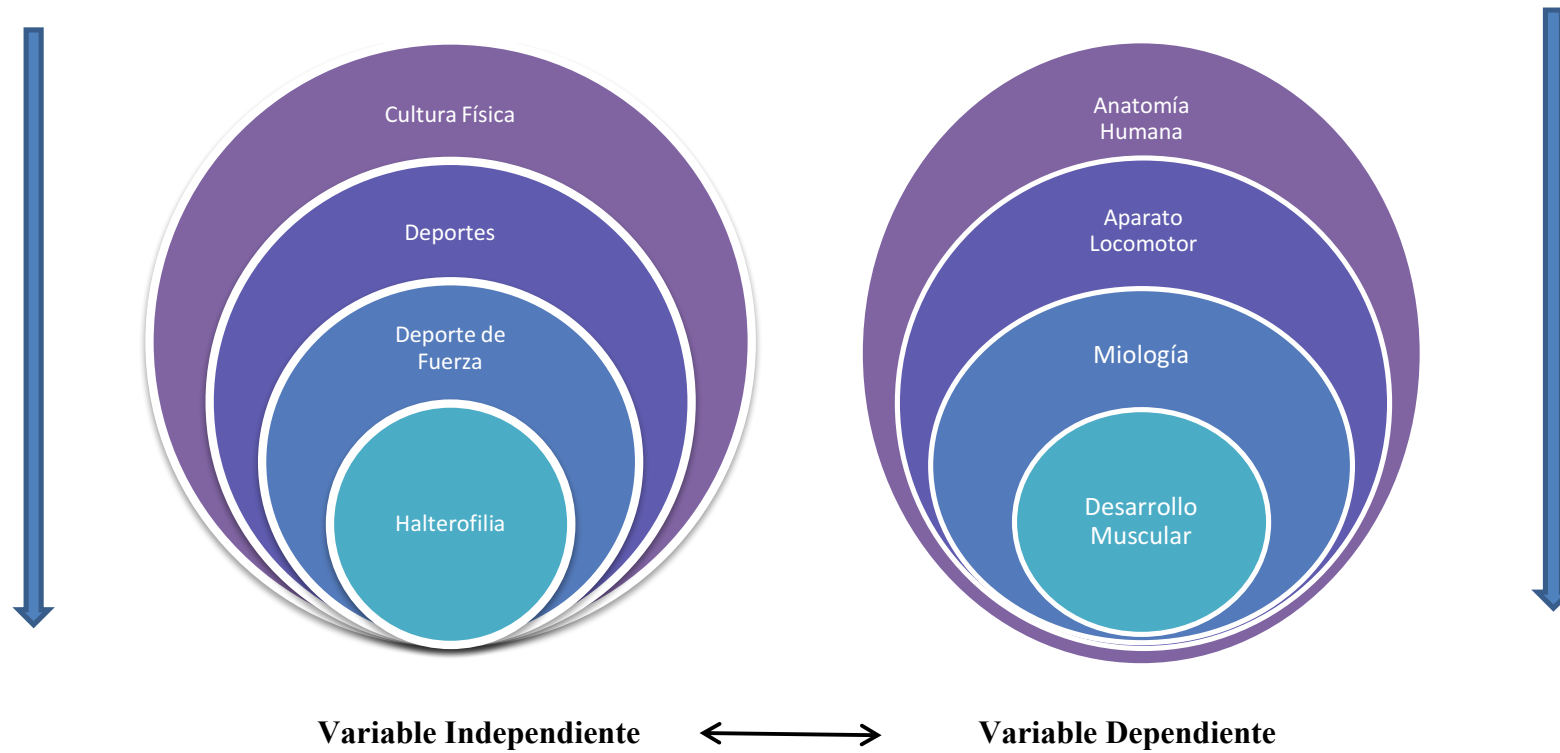 Cultura Física
Deportes
Deporte de
Fuerza
Halterofilia
Anatomía
Humana
Aparato
Locomotor
Miología
Desarrollo
Muscular
Variable Independiente
Variable Dependiente